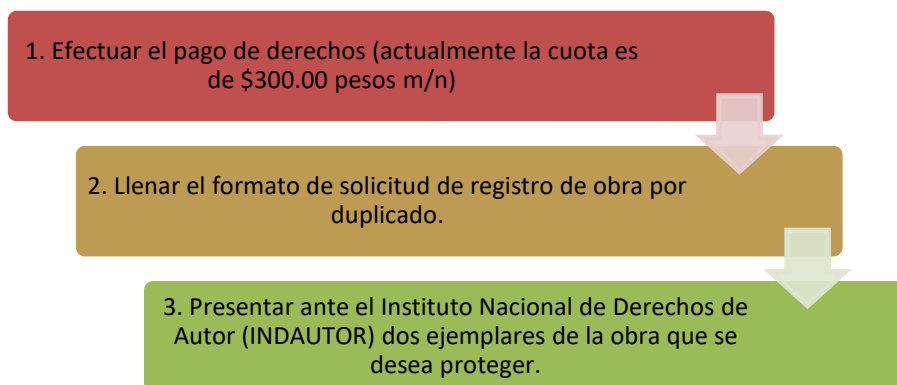 1. Efectuar el pago de derechos (actualmente la cuota es
de $300.00 pesos m/n)
2. Llenar el formato de solicitud de registro de obra por
duplicado.
3. Presentar ante el Instituto Nacional de Derechos de
Autor (INDAUTOR) dos ejemplares de la obra que se
desea proteger.